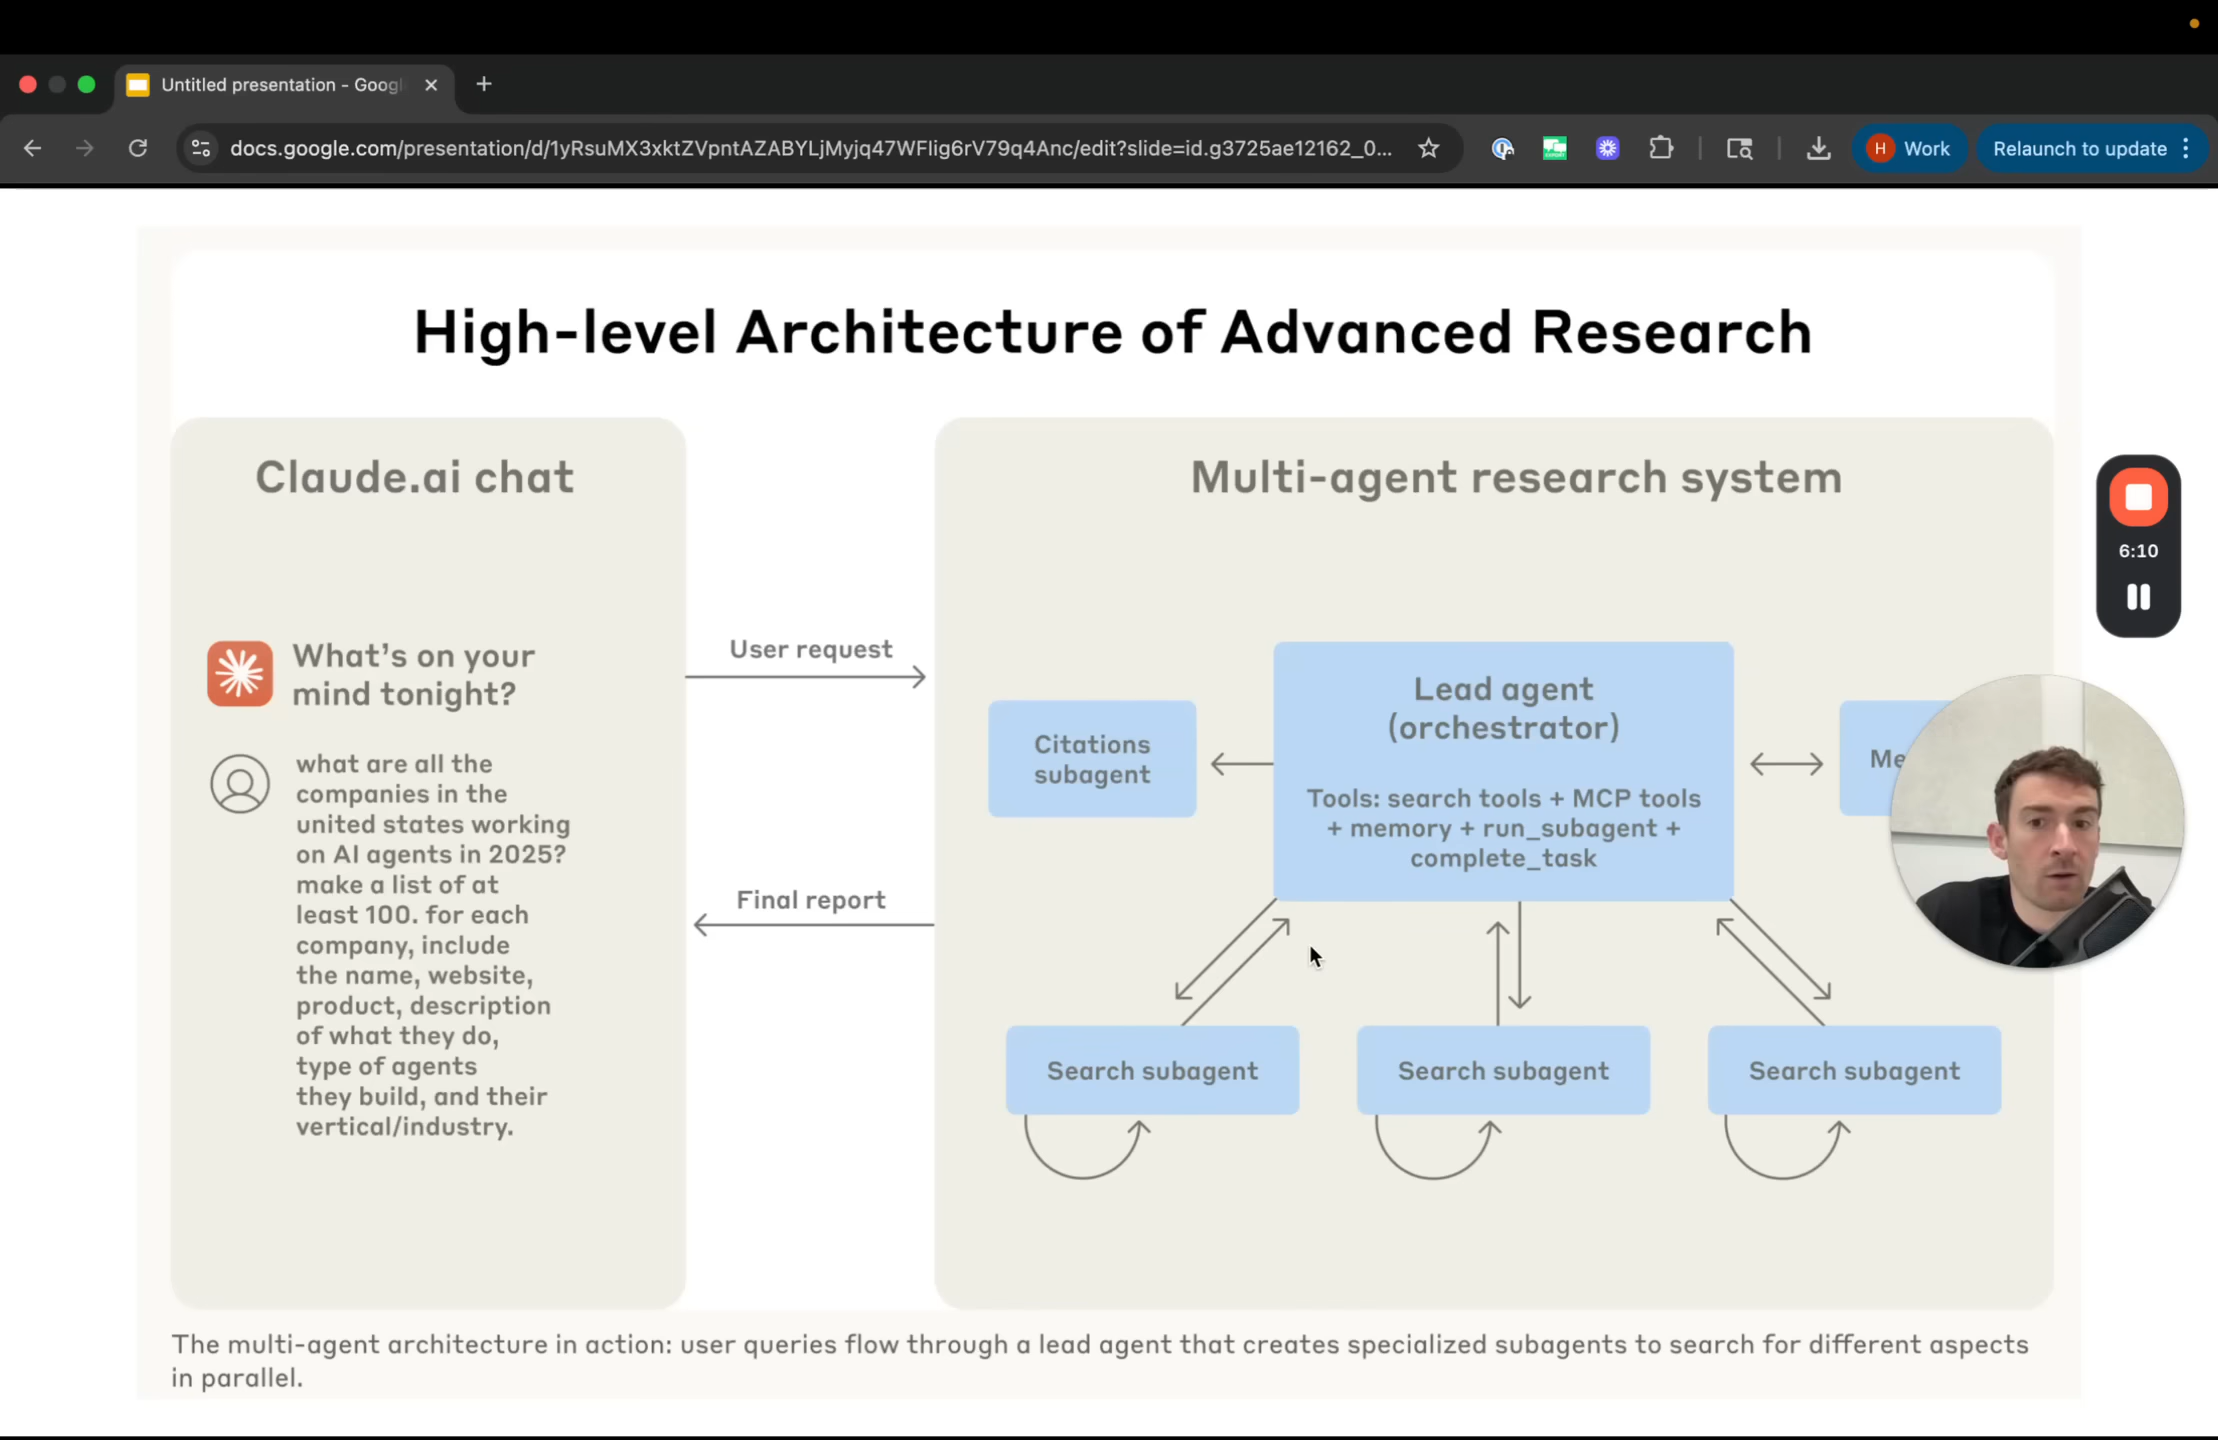 Untitled presentation - Goog
docs.google.com/presentation/d/1yRsuMX3xktZVpntAZABYLjMyjq47WFlig6rV79q4Anc/edit?slide=id.g3725ae12162_0...
H Work
Relaunch to update
High-level Architecture of Advanced Research
Claude.ai chat
What's on your
mind tonight?
what are all the
companies in the
united states working
on AI agents in 2025?
make a list of at
least 100. for each
company, include
the name, website,
product, description
of what they do,
type of agents
they build, and their
vertical/industry.
User request
Final report
Multi-agent research system
Citations
subagent
Lead agent
(orchestrator)
Tools: search tools + MCP tools
+ memory + run_subagent +
complete_task
Me
Search subagent
Search subagent
Search subagent
6:10
The multi-agent architecture in action: user queries flow through a lead agent that creates specialized subagents to search for different aspects
in parallel.